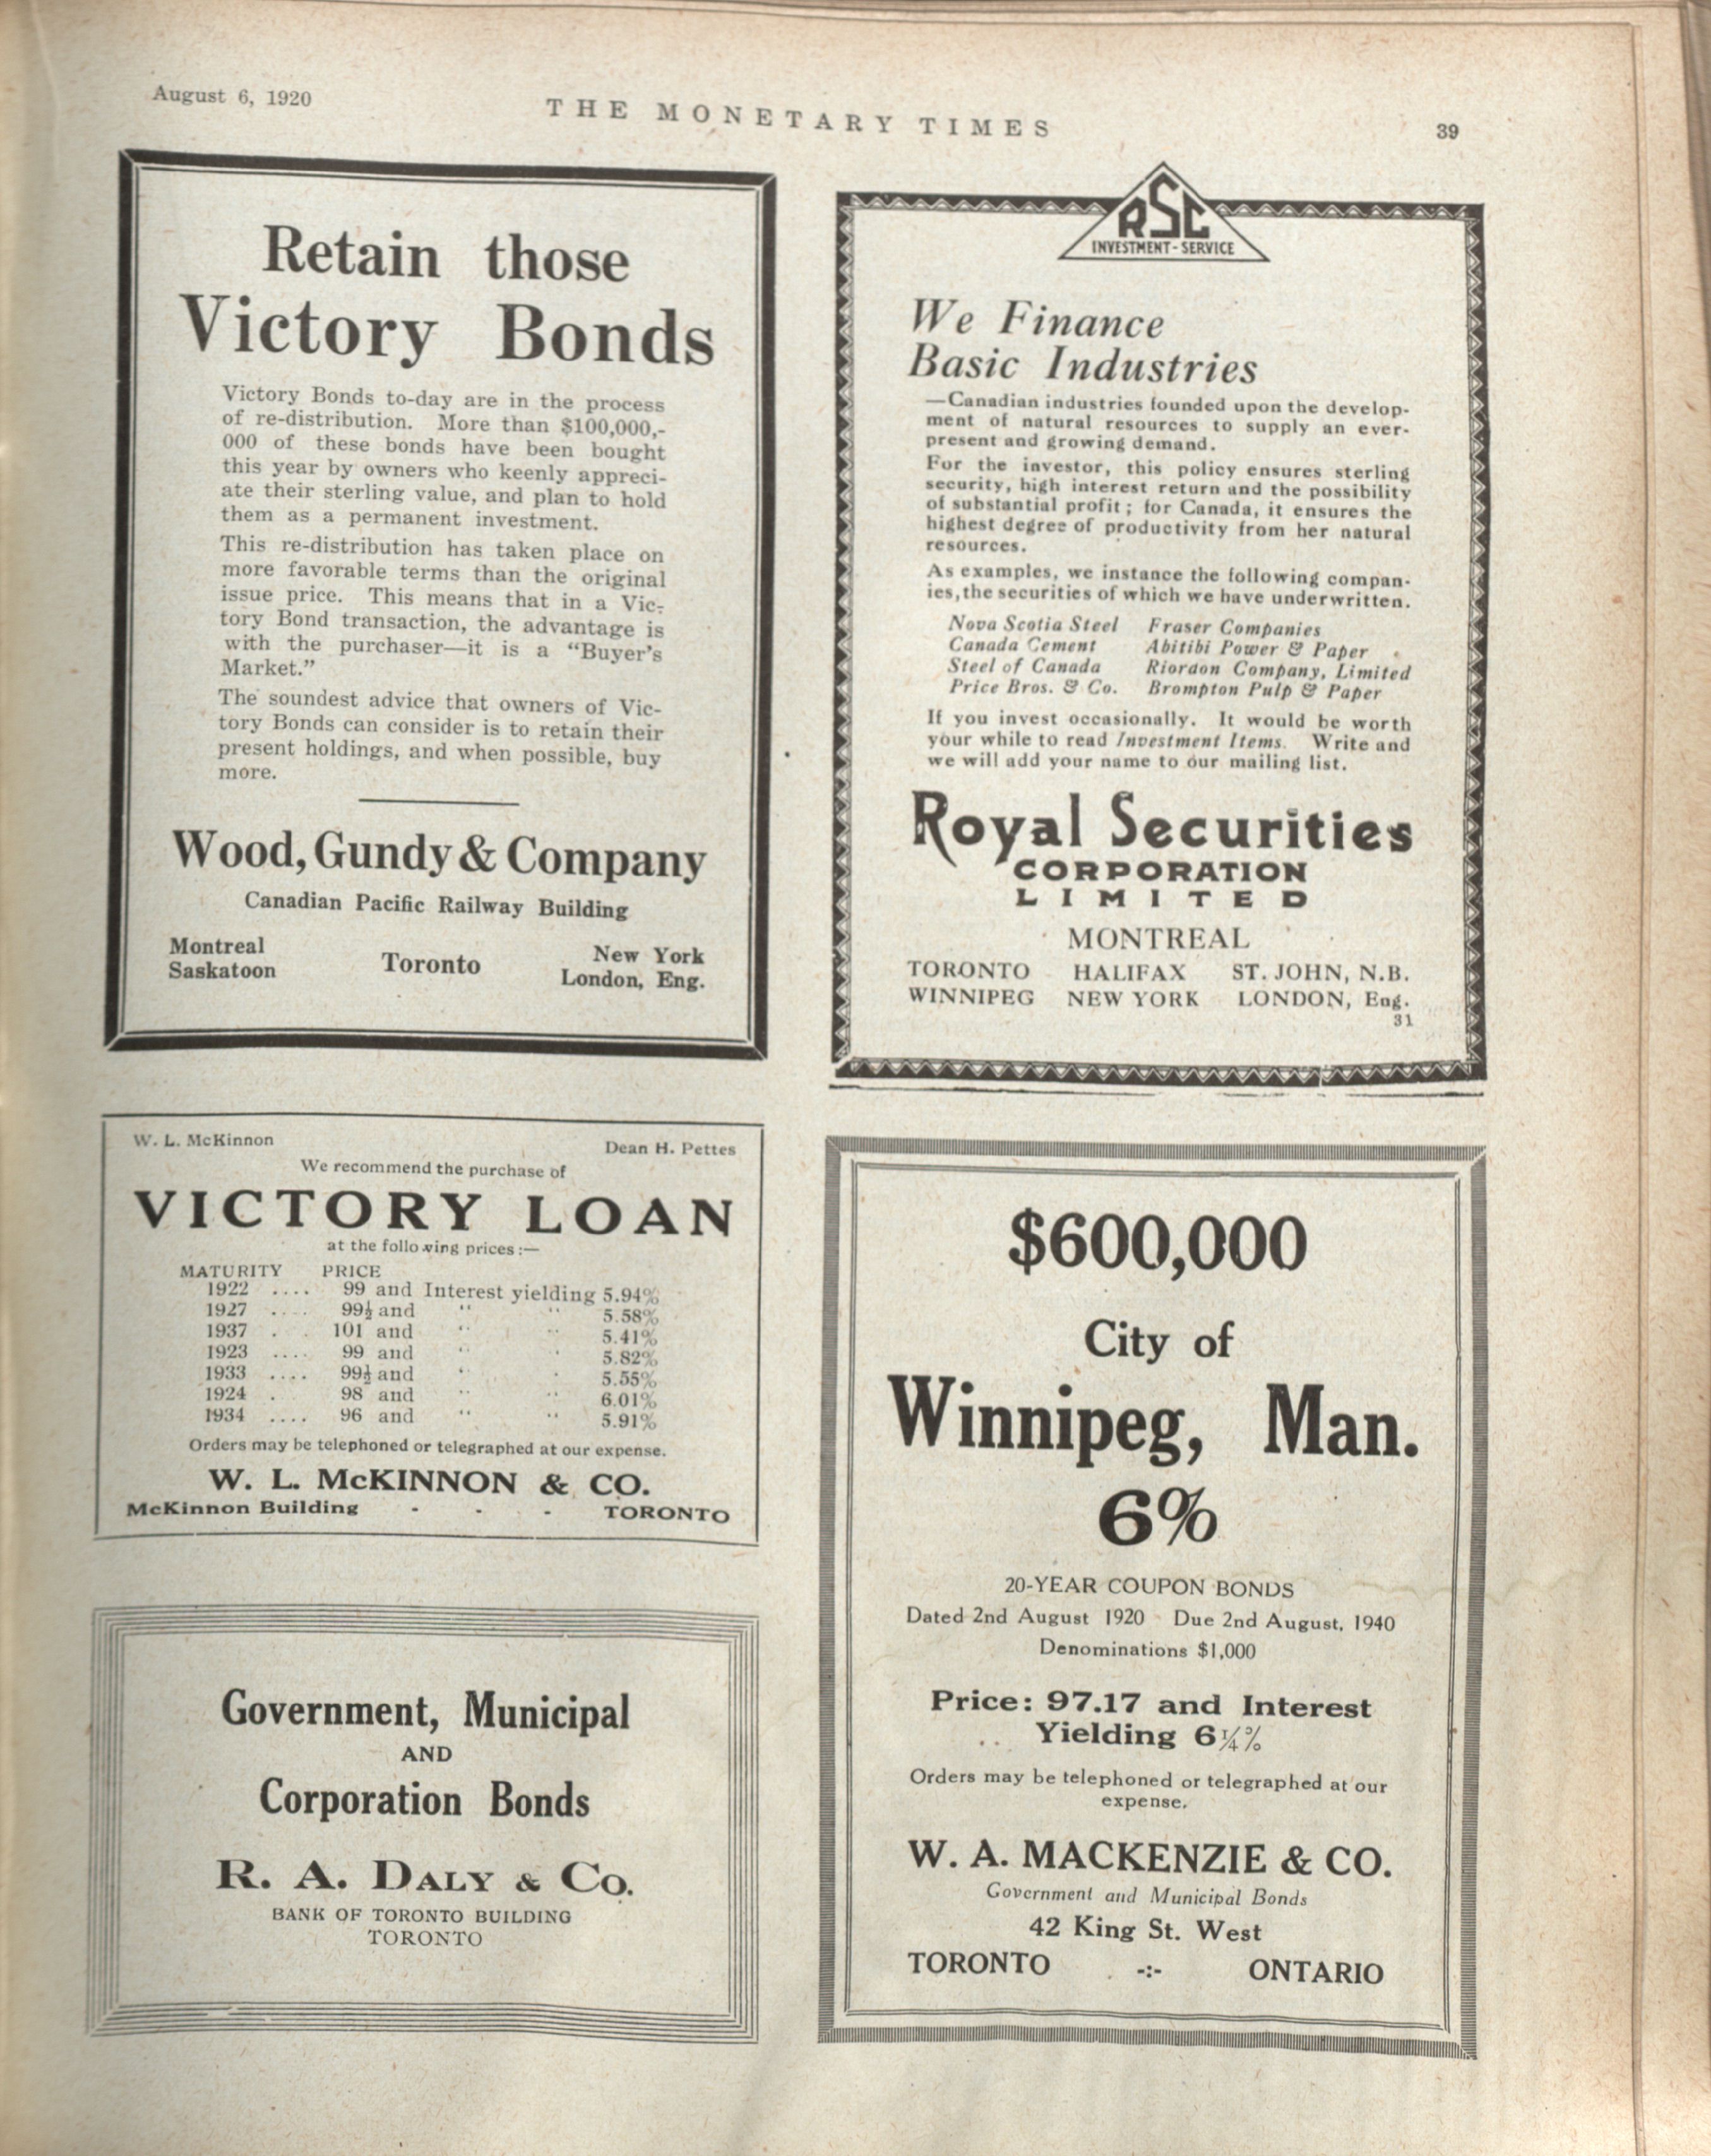 August 6, 1920
THE MONETARY TIMES
39
Retain those
Victory Bonds
Victory Bonds to-day are in the process
of re-distribution. More than $100,000,-
000 of these bonds have been bought
this year by owners who keenly appreci-
ate their sterling value, and plan to hold
them as a permanent investment.
This re-distribution has taken place on
more favorable terms than the original
issue price. This means that in a Vic-
tory Bond transaction, the advantage is
with the purchaser—it is a "Buyer's
Market."
The soundest advice that owners of Vic-
tory Bonds can consider is to retain their
present holdings, and when possible, buy
more.
Wood, Gundy & Company
Canadian Pacific Railway Building
Montreal
Saskatoon
Toronto
New York
London, Eng.
W. L. McKinnon
Dean H. Pettes
We recommend the purchase of
VICTORY LOAN
at the following prices:—
MATURITY PRICE
1922 .... 99 and Interest yielding 5.94%
1927 .... 99½ and " " 5.58%
1937 . . 101 and " " 5.41%
1923 .... 99 and " " 5.82%
1933 .... 99½ and " " 5.55%
1924 . 98 and " " 6.01%
1934 .... 96 and " " 5.91%
Orders may be telephoned or telegraphed at our expense.
W. L. McKINNON & CO.
McKinnon Building - - - TORONTO
Government, Municipal
AND
Corporation Bonds
R. A. DALY & CO.
BANK OF TORONTO BUILDING
TORONTO
RSC
INVESTMENT-SERVICE
We Finance
Basic Industries
—Canadian industries founded upon the develop-
ment of natural resources to supply an ever-
present and growing demand.
For the investor, this policy ensures sterling
security, high interest return and the possibility
of substantial profit; for Canada, it ensures the
highest degree of productivity from her natural
resources.
As examples, we instance the following compan-
ies, the securities of which we have underwritten.
Nova Scotia Steel Fraser Companies
Canada Cement Abitibi Power & Paper
Steel of Canada Riordon Company, Limited
Price Bros. & Co. Brompton Pulp & Paper
If you invest occasionally. It would be worth
your while to read Investment Items. Write and
we will add your name to our mailing list.
Royal Securities
CORPORATION
LIMITED
MONTREAL
TORONTO HALIFAX ST. JOHN, N.B.
WINNIPEG NEW YORK LONDON, Eng.
31
$600,000
City of
Winnipeg, Man.
6%
20-YEAR COUPON BONDS
Dated 2nd August 1920 Due 2nd August, 1940
Denominations $1,000
Price: 97.17 and Interest
Yielding 6¼%
Orders may be telephoned or telegraphed at our
expense.
W. A. MACKENZIE & CO.
Government and Municipal Bonds
42 King St. West
TORONTO -:- ONTARIO